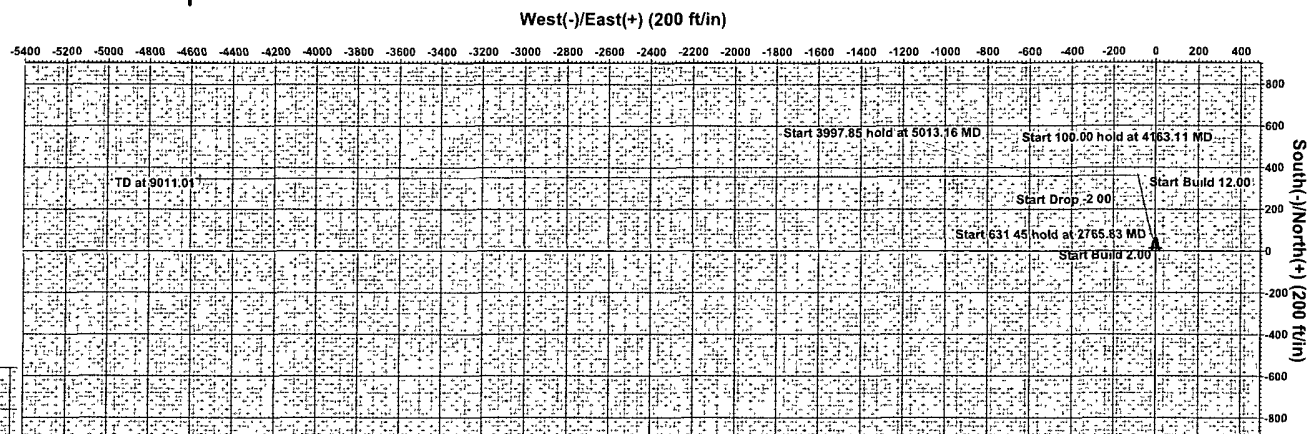 West(-)/East(+) (200 ft/in)
-5400 -5200 -5000 -4800 -4600 -4400 -4200 -4000 -3800 -3600 -3400 -3200 -3000 -2800 -2600 -2400 -2200 -2000 -1800 -1600 -1400 -1200 -1000 -800 -600 -400 -200 0 200 400
800
600
Start 3997.85 hold at 5013.16 MD
Start 100.00 hold at 4163.11 MD
400
TD at 9011.01
Start Build 12.00
Start Drop -2 00
200
Start 631 45 hold at 2765.83 MD
0
Start Build 2.00
-200
-400
-600
-800
South(-)/North(+) (200 ft/in)